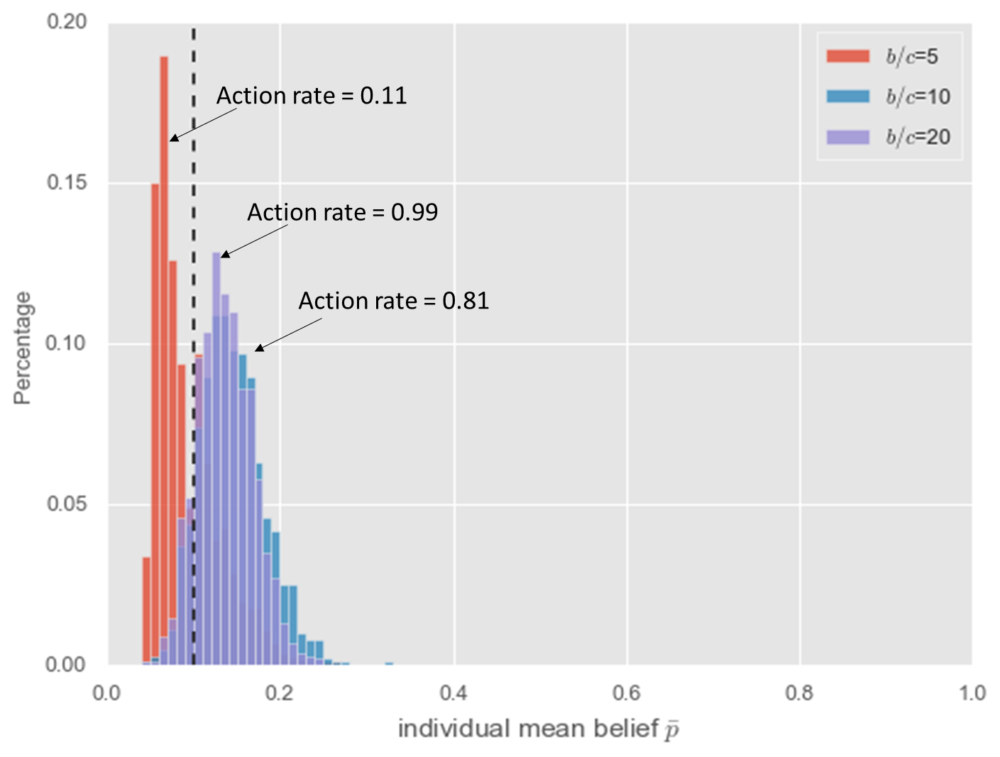 0.20
0.15
0.10
0.05
0.00
Percentage
b/c=5
b/c=10
b/c=20
Action rate = 0.11
Action rate = 0.99
Action rate = 0.81
0.0 0.2 0.4 0.6 0.8 1.0
individual mean belief p̄